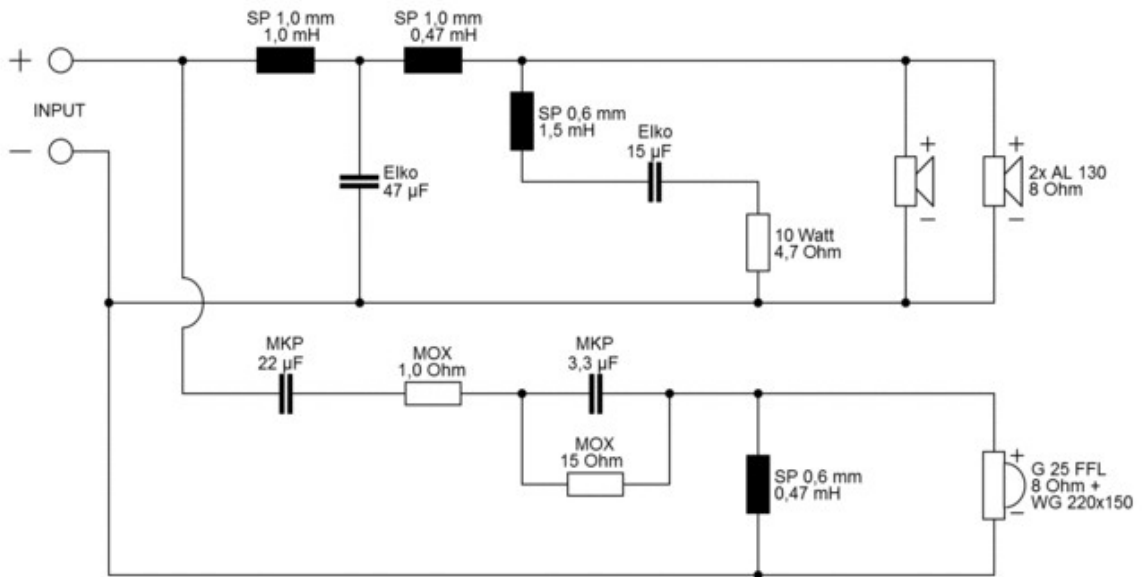 SP 1,0 mm
1,0 mH
SP 1,0 mm
0,47 mH
+
INPUT
–
SP 0,6 mm
1,5 mH
Elko
15 µF
Elko
47 µF
10 Watt
4,7 Ohm
+
–
+
–
2x AL 130
8 Ohm
MKP
22 µF
MOX
1,0 Ohm
MKP
3,3 µF
MOX
15 Ohm
SP 0,6 mm
0,47 mH
+
–
G 25 FFL
8 Ohm +
WG 220x150